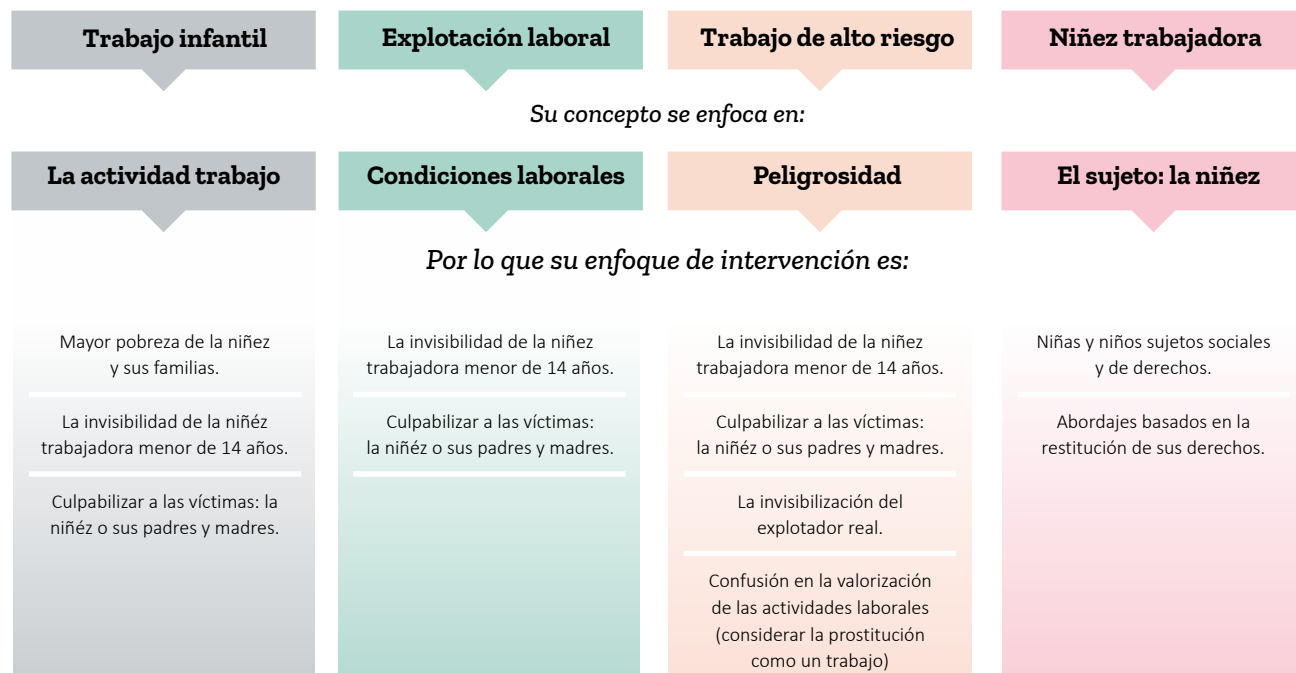 Trabajo infantil
Explotación laboral
Trabajo de alto riesgo
Niñez trabajadora
Su concepto se enfoca en:
La actividad trabajo
Condiciones laborales
Peligrosidad
El sujeto: la niñez
Por lo que su enfoque de intervención es:
Mayor pobreza de la niñez
y sus familias.
La invisibilidad de la niñéz
trabajadora menor de 14 años.
Culpabilizar a las víctimas: la
niñéz o sus padres y madres.
La invisibilidad de la niñez
trabajadora menor de 14 años.
Culpabilizar a las víctimas:
la niñéz o sus padres y madres.
La invisibilidad de la niñez
trabajadora menor de 14 años.
Culpabilizar a las víctimas:
la niñéz o sus padres y madres.
La invisibilización del
explotador real.
Confusión en la valorización
de las actividades laborales
(considerar la prostitución
como un trabajo)
Niñas y niños sujetos sociales
y de derechos.
Abordajes basados en la
restitución de sus derechos.